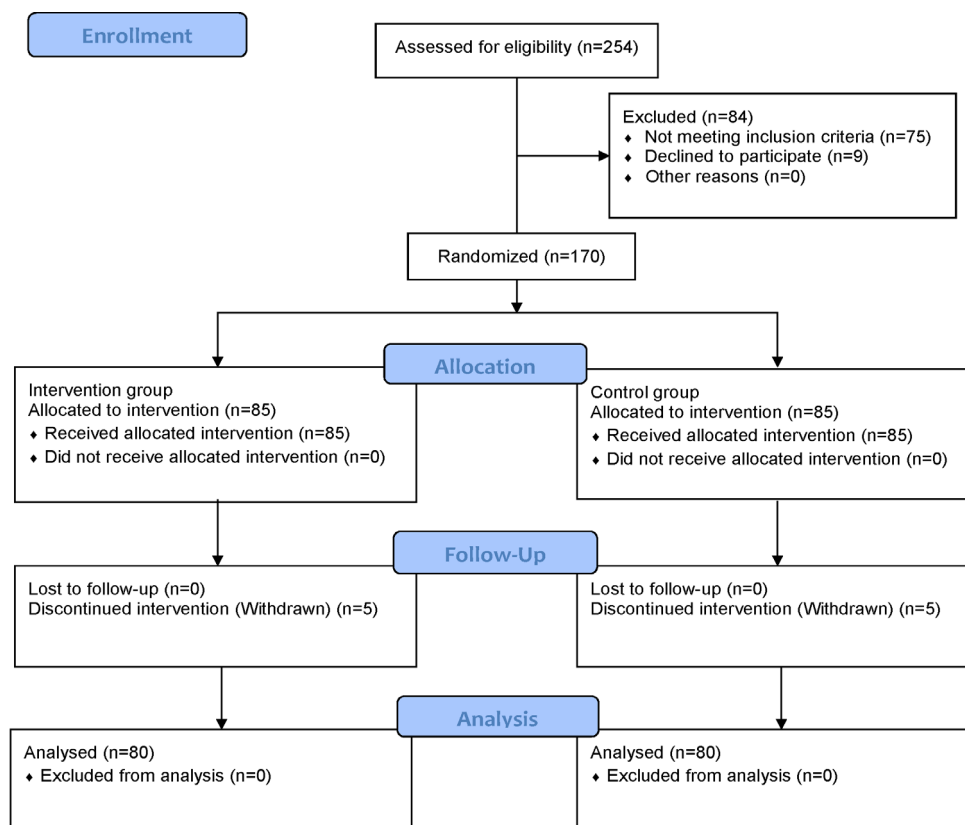 Enrollment
Assessed for eligibility (n=254)
Excluded (n=84)
♦ Not meeting inclusion criteria (n=75)
♦ Declined to participate (n=9)
♦ Other reasons (n=0)
Randomized (n=170)
Allocation
Intervention group
Allocated to intervention (n=85)
♦ Received allocated intervention (n=85)
♦ Did not receive allocated intervention (n=0)
Control group
Allocated to intervention (n=85)
♦ Received allocated intervention (n=85)
♦ Did not receive allocated intervention (n=0)
Follow-Up
Lost to follow-up (n=0)
Discontinued intervention (Withdrawn) (n=5)
Lost to follow-up (n=0)
Discontinued intervention (Withdrawn) (n=5)
Analysis
Analysed (n=80)
♦ Excluded from analysis (n=0)
Analysed (n=80)
♦ Excluded from analysis (n=0)